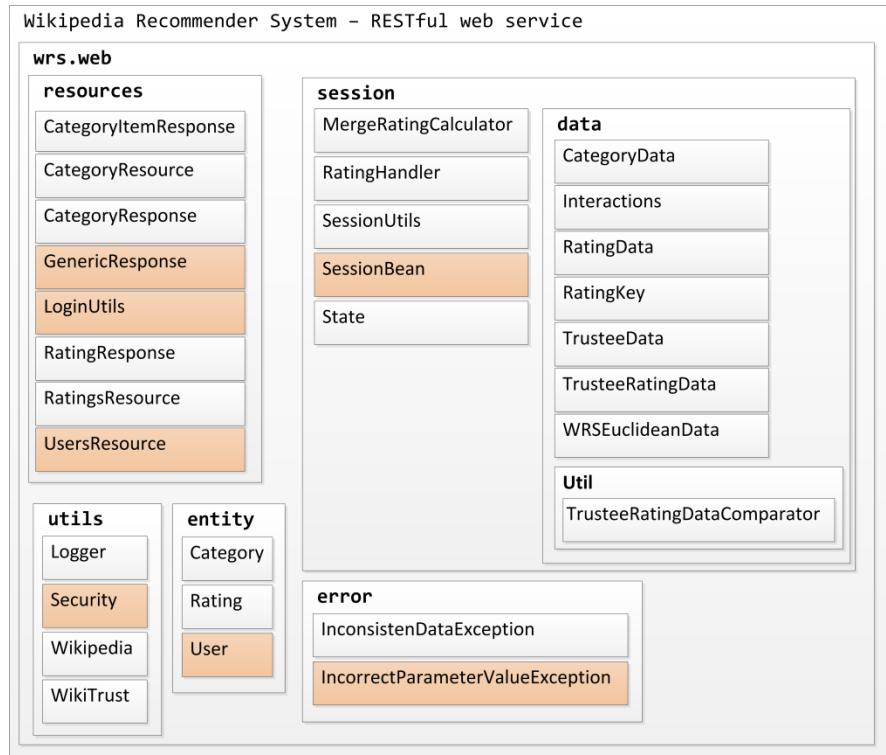 Wikipedia Recommender System – RESTful web service
wrs.web
resources
CategoryItemResponse
CategoryResource
CategoryResponse
GenericResponse
LoginUtils
RatingResponse
RatingsResource
UsersResource
session
MergeRatingCalculator
RatingHandler
SessionUtils
SessionBean
State
data
CategoryData
Interactions
RatingData
RatingKey
TrusteeData
TrusteeRatingData
WRSEuclideanData
Util
TrusteeRatingDataComparator
utils
Logger
Security
Wikipedia
WikiTrust
entity
Category
Rating
User
error
InconsistenDataException
IncorrectParameterValueException